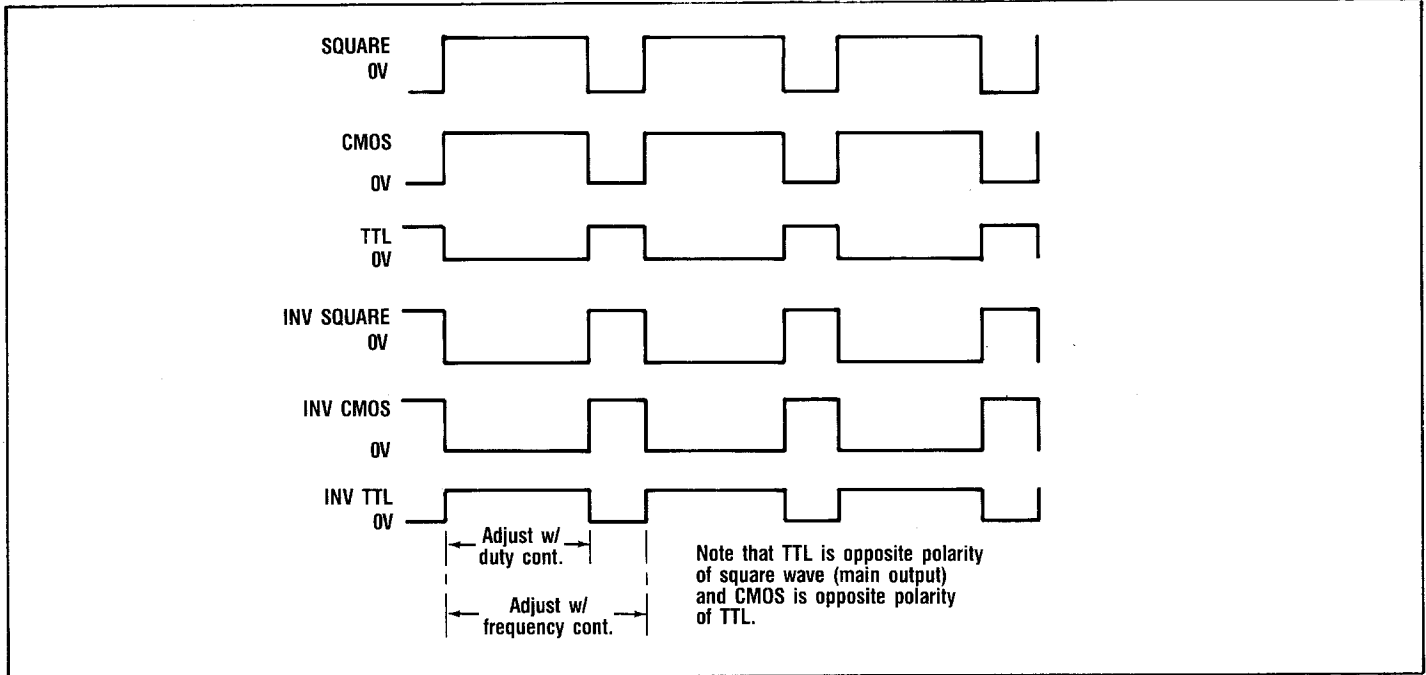 SQUARE
0V
CMOS
0V
TTL
0V
INV SQUARE
0V
INV CMOS
0V
INV TTL
0V
Adjust w/
duty cont.
Adjust w/
frequency cont.
Note that TTL is opposite polarity
of square wave (main output)
and CMOS is opposite polarity
of TTL.